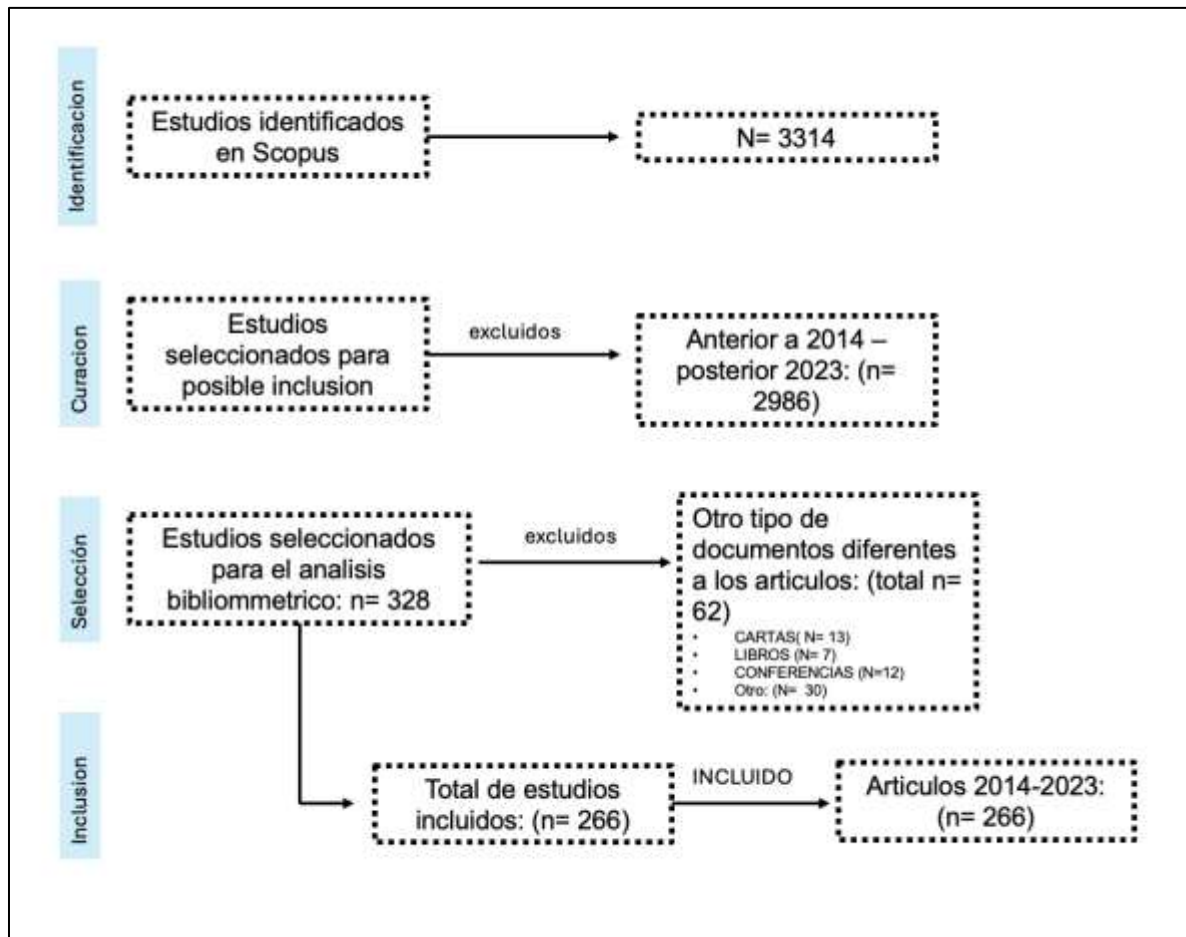 Identificacion
Estudios identificados
en Scopus
N= 3314
Curacion
Estudios
seleccionados para
posible inclusion
excluidos
Anterior a 2014 –
posterior 2023: (n=
2986)
Selección
Estudios seleccionados
para el analisis
bibliommetrico: n= 328
excluidos
Otro tipo de
documentos diferentes
a los articulos: (total n=
62)
• CARTAS( N= 13)
• LIBROS (N= 7)
• CONFERENCIAS (N=12)
• Otro: (N= 30)
Inclusion
Total de estudios
incluidos: (n= 266)
INCLUIDO
Articulos 2014-2023:
(n= 266)